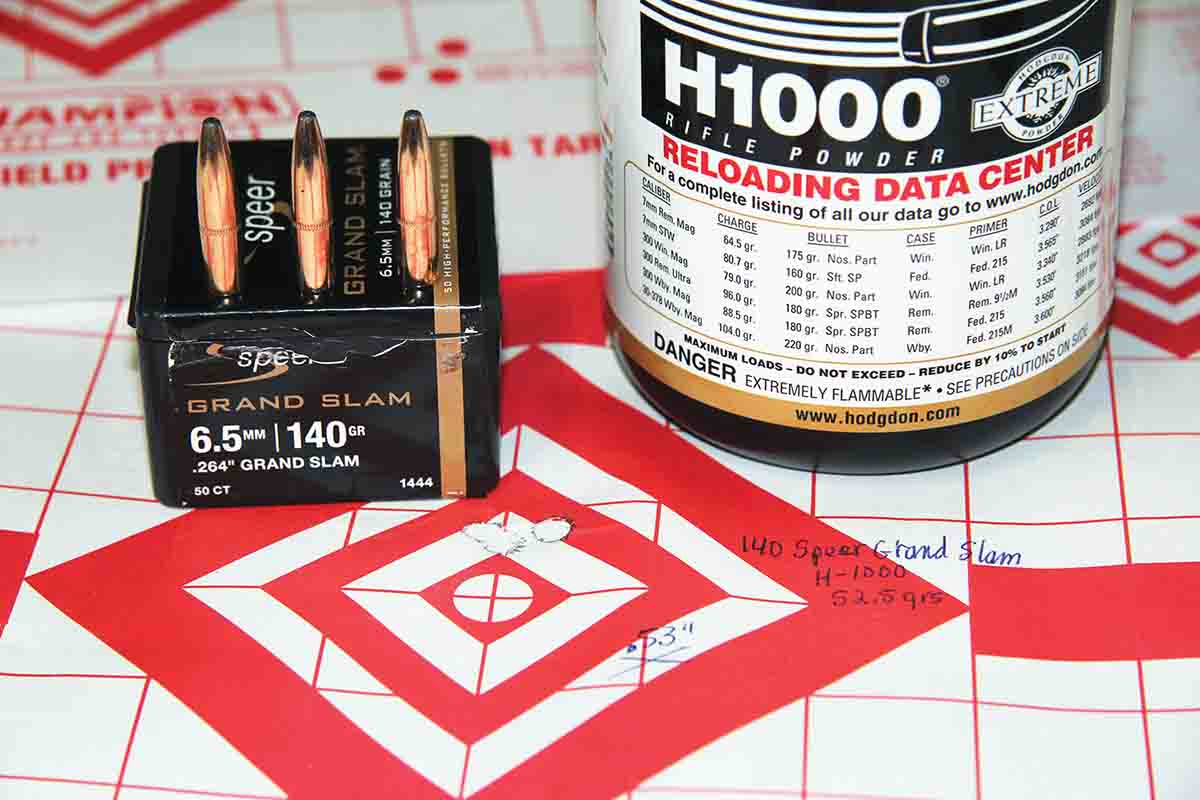 CHAMPION
H1000®
RIFLE POWDER
HODGDON
EXTREME
POWDER
RELOADING DATA CENTER
For a complete listing of all our data go to www.hodgdon.com
CALIBER CHARGE BULLET CASE PRIMER C.O.L.
7mm Rem. Mag 64.5 gr. 175 gr. Nos. Part Win. Win. LR 3.290"
7mm STW 80.7 gr. 160 gr. Sft. SP Fed. Fed. 215 3.565"
300 Win. Mag 79.0 gr. 200 gr. Nos. Part Win. Win. LR 3.340"
300 Rem. Ultra 96.0 gr. 180 gr. Spr. SPBT Rem. Rem. 9½M
300 Wby. Mag 88.5 gr. 180 gr. Spr. SPBT Rem. Fed. 215 3.560"
30-378 Wby. Mag 104.0 gr. 220 gr. Nos. Part Wby. Fed. 215M 3.600"
MAXIMUM LOADS - DO NOT EXCEED - REDUCE BY 10% TO START
DANGER EXTREMELY FLAMMABLE* • SEE PRECAUTIONS ON SIDE
www.hodgdon.com
speer
GRAND SLAM
6.5MM | 140 GRAIN
50 HIGH-PERFORMANCE BULLETS
speer
GRAND SLAM
6.5MM | 140GR
.264" GRAND SLAM
50 CT 1444
140 Speer Grand Slam
H-1000
52.5 grs
.53"